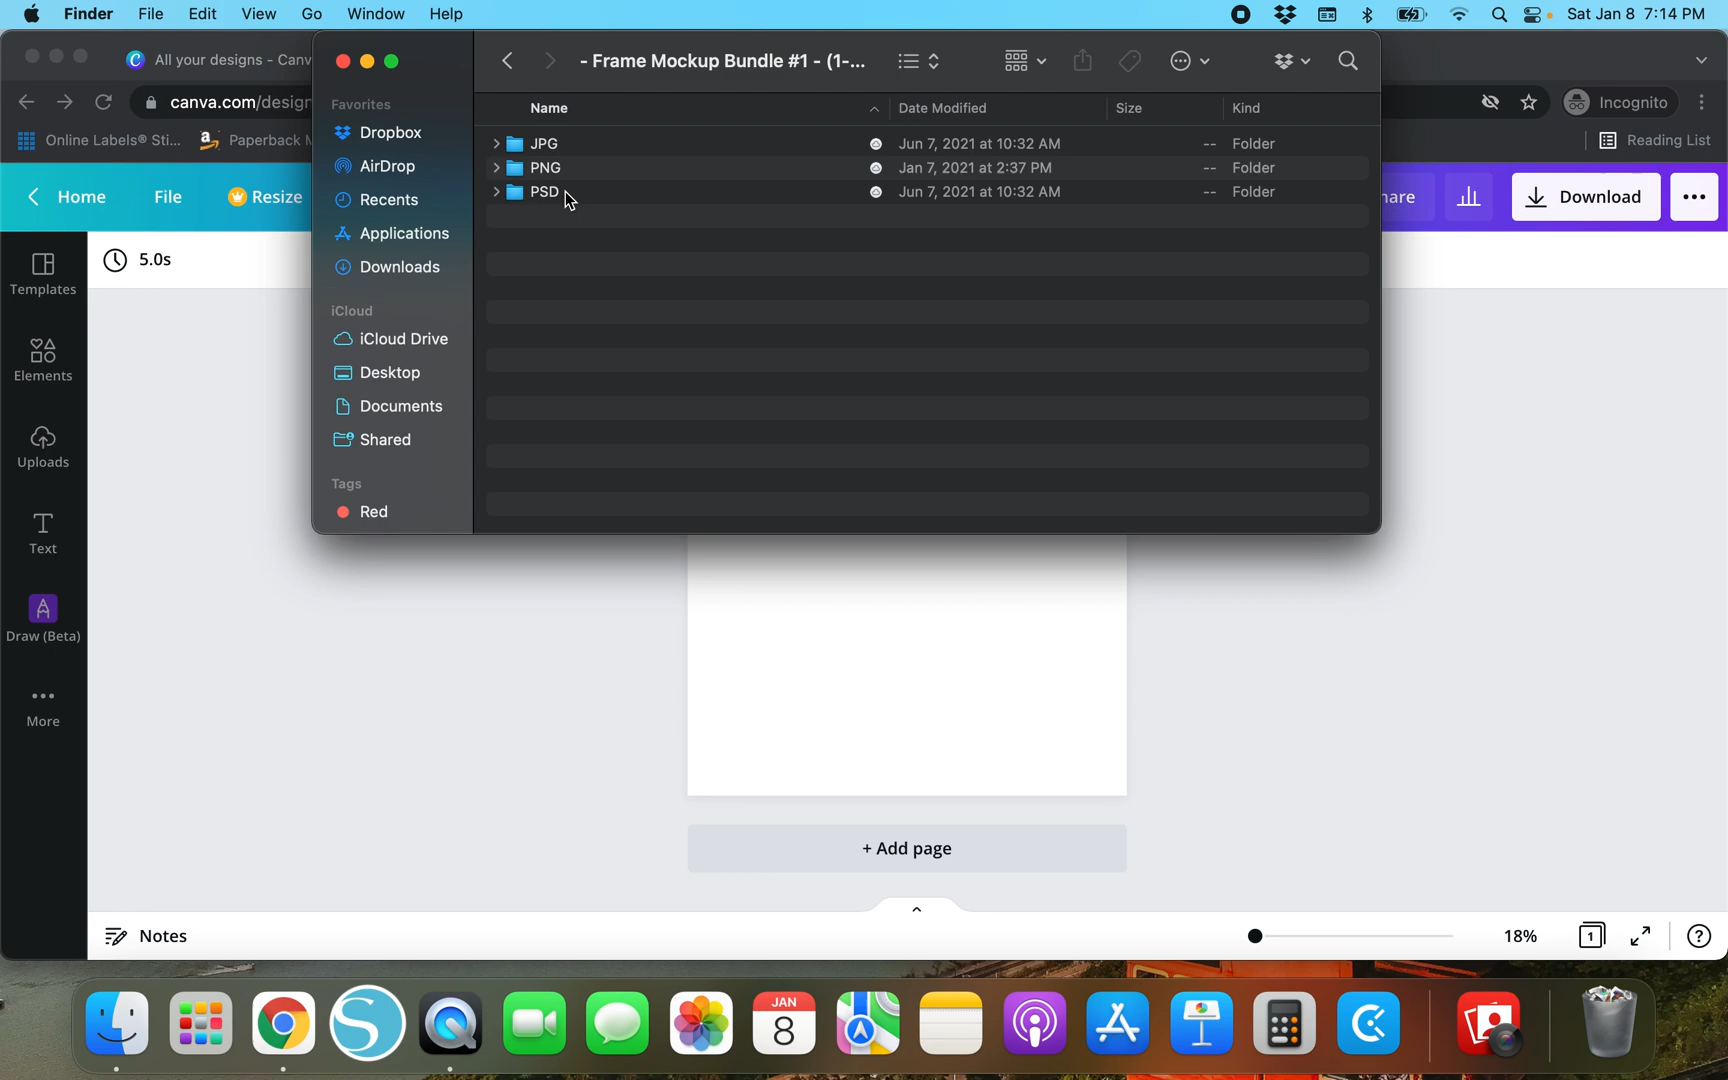 Finder File Edit View Go Window Help Sat Jan 8 7:14 PM
All your designs - Canv
- Frame Mockup Bundle #1 - (1-...
canva.com/design
Incognito
Online Labels® Sti...
Paperback M
Reading List
Favorites
Dropbox
AirDrop
Recents
Applications
Downloads
iCloud
iCloud Drive
Desktop
Documents
Shared
Tags
Red
Name Date Modified Size Kind
JPG Jun 7, 2021 at 10:32 AM -- Folder
PNG Jan 7, 2021 at 2:37 PM -- Folder
PSD Jun 7, 2021 at 10:32 AM -- Folder
Home File Resize
hare
Download
5.0s
Templates
Elements
Uploads
Text
Draw (Beta)
More
+ Add page
Notes
18%
1
JAN
8